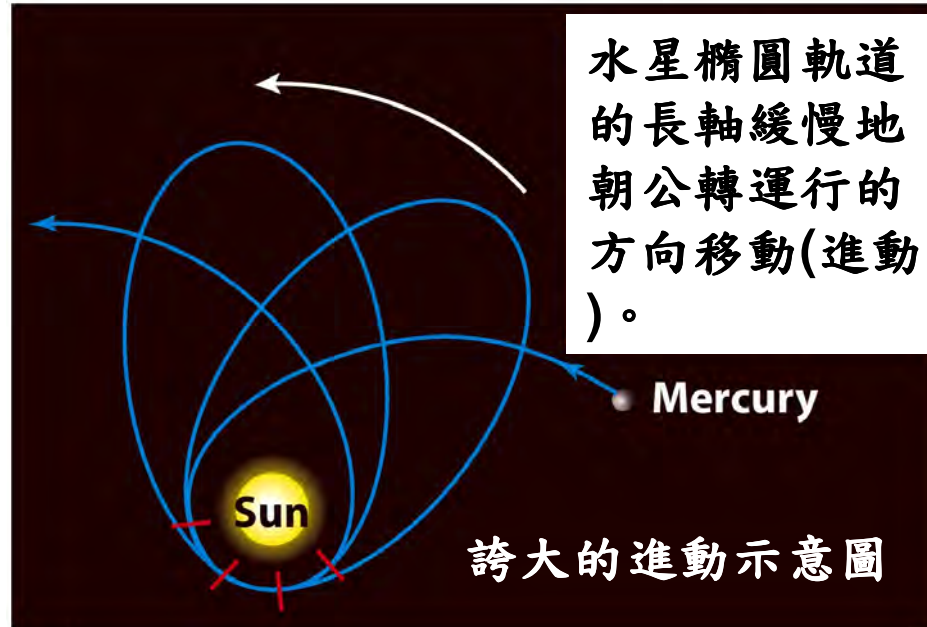 水星橢圓軌道
的長軸緩慢地
朝公轉運行的
方向移動(進動
)。
Mercury
Sun
誇大的進動示意圖